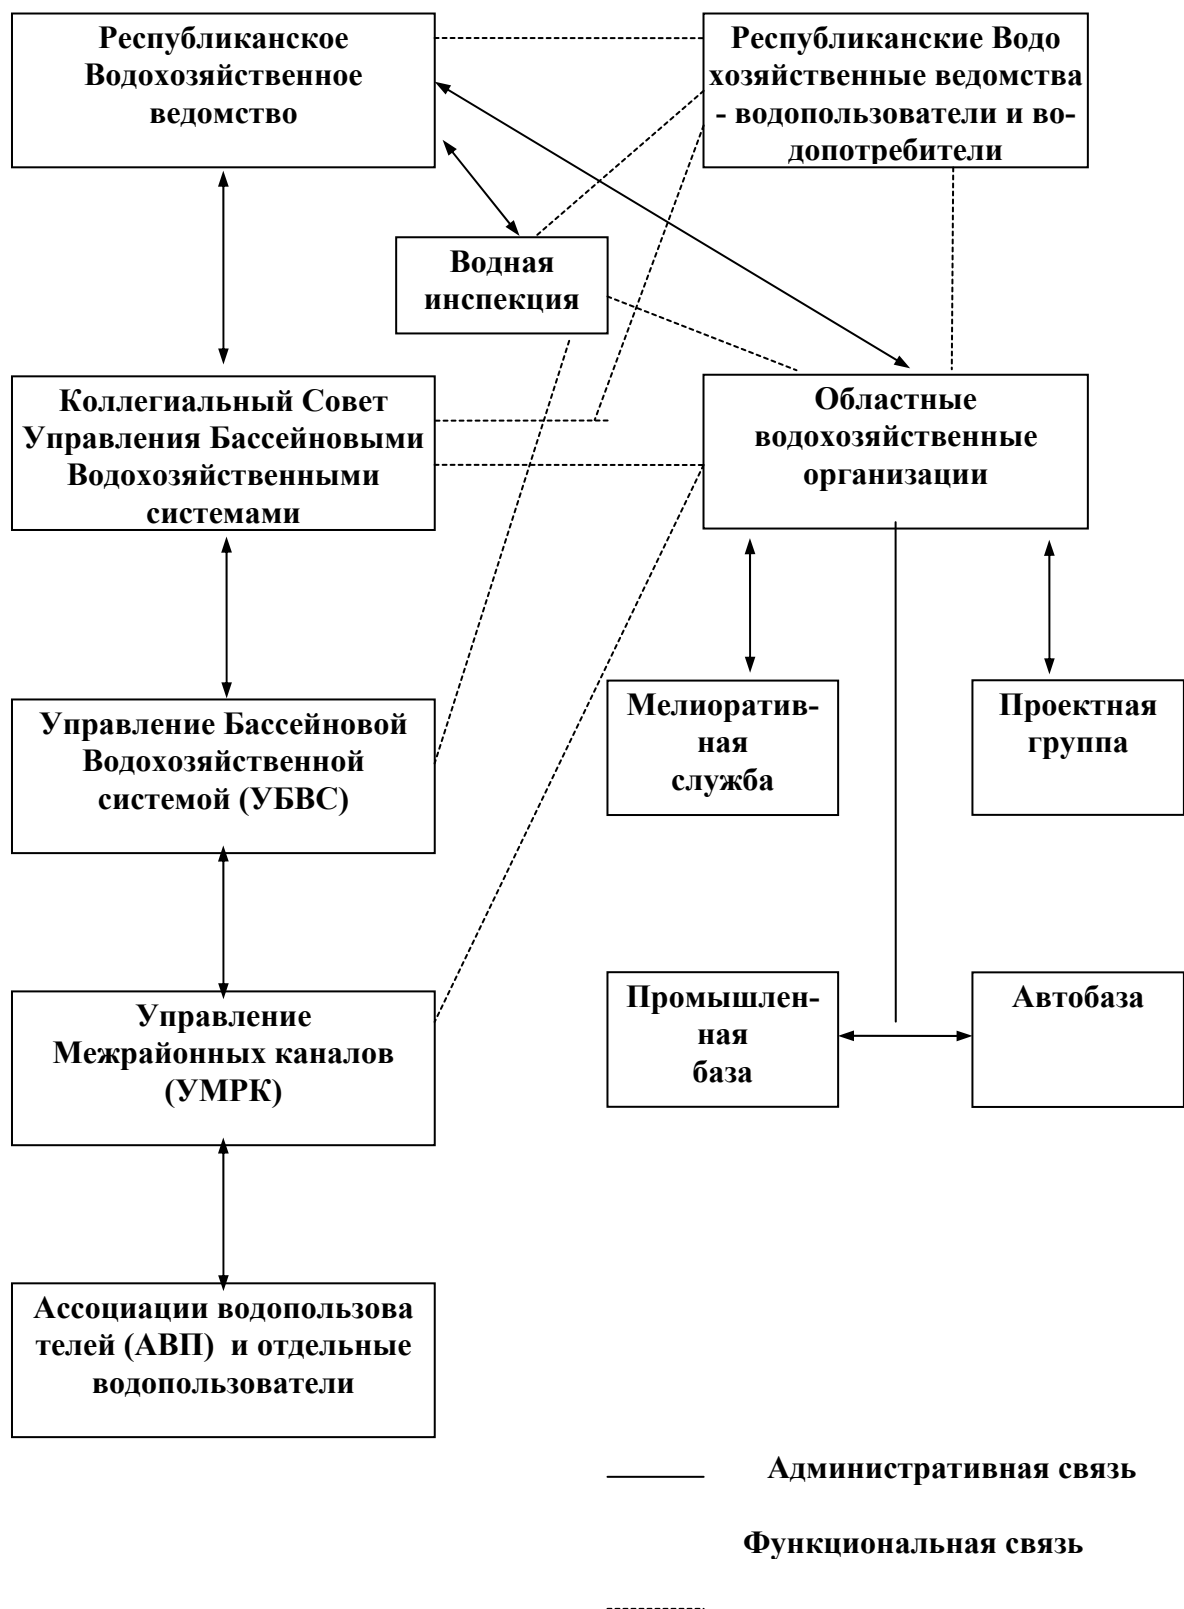 Республиканское
Водохозяйственное
ведомство
Республиканские Водо
хозяйственные ведомства
- водопользователи и во-
допотребители
Водная
инспекция
Коллегиальный Совет
Управления Бассейновыми
Водохозяйственными
системами
Областные
водохозяйственные
организации
Управление Бассейновой
Водохозяйственной
системой (УБВС)
Мелиоратив-
ная
служба
Проектная
группа
Управление
Межрайонных каналов
(УМРК)
Промышлен-
ная
база
Автобаза
Ассоциации водопользова
телей (АВП)  и отдельные
водопользователи
Административная связь
Функциональная связь